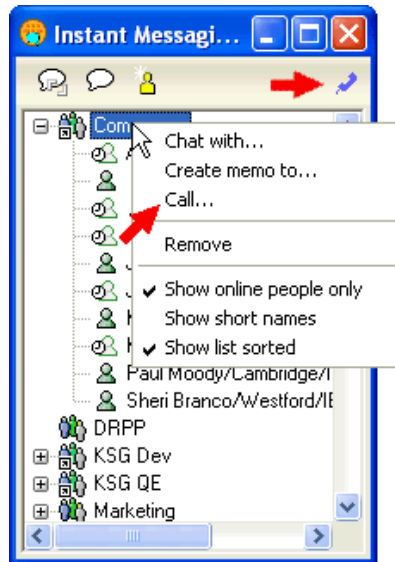 Instant Messagi...
Com
Chat with...
Create memo to...
Call...
Remove
Show online people only
Show short names
Show list sorted
Paul Moody/Cambridge/I
Sheri Branco/Westford/IE
DRPP
KSG Dev
KSG QE
Marketing